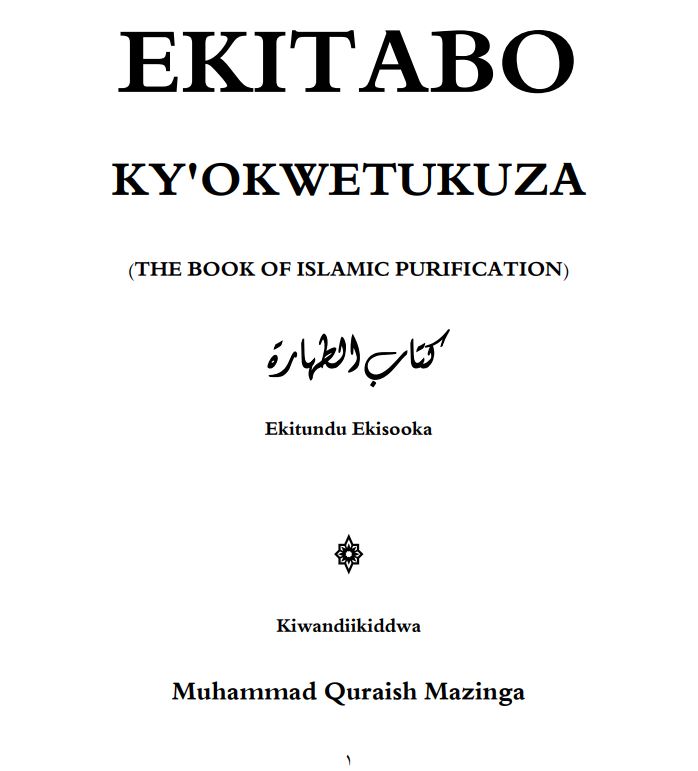 EKITABO
KY'OKWETUKUZA
(THE BOOK OF ISLAMIC PURIFICATION)
كتاب الطهارة
Ekitundu Ekisooka
Kiwandiikiddwa
Muhammad Quraish Mazinga
١